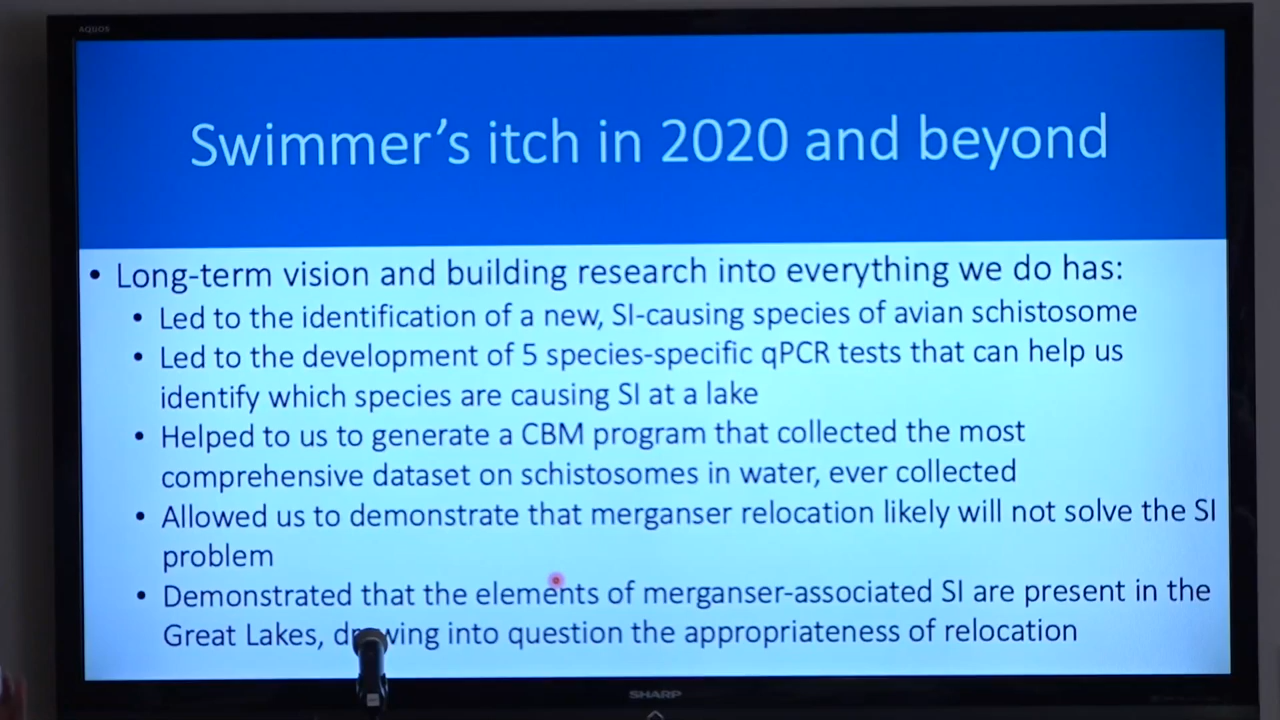 AQUOS
Swimmer's itch in 2020 and beyond
• Long-term vision and building research into everything we do has:
• Led to the identification of a new, SI-causing species of avian schistosome
• Led to the development of 5 species-specific qPCR tests that can help us
identify which species are causing SI at a lake
• Helped to us to generate a CBM program that collected the most
comprehensive dataset on schistosomes in water, ever collected
• Allowed us to demonstrate that merganser relocation likely will not solve the SI
problem
• Demonstrated that the elements of merganser-associated SI are present in the
Great Lakes, drawing into question the appropriateness of relocation
SHARP